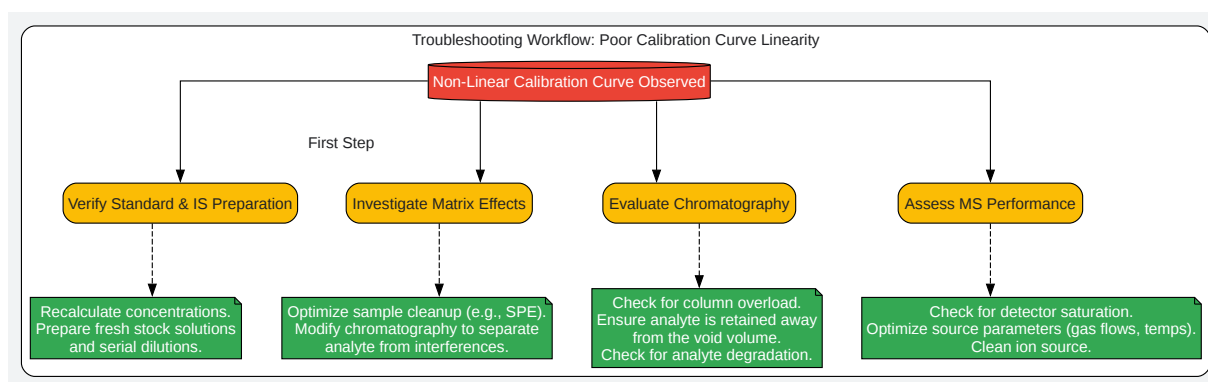 Troubleshooting Workflow: Poor Calibration Curve Linearity
Non-Linear Calibration Curve Observed
First Step
Verify Standard & IS Preparation
Investigate Matrix Effects
Evaluate Chromatography
Assess MS Performance
Recalculate concentrations.
Prepare fresh stock solutions
and serial dilutions.
Optimize sample cleanup (e.g., SPE).
Modify chromatography to separate
analyte from interferences.
Check for column overload.
Ensure analyte is retained away
from the void volume.
Check for analyte degradation.
Check for detector saturation.
Optimize source parameters (gas flows, temps).
Clean ion source.